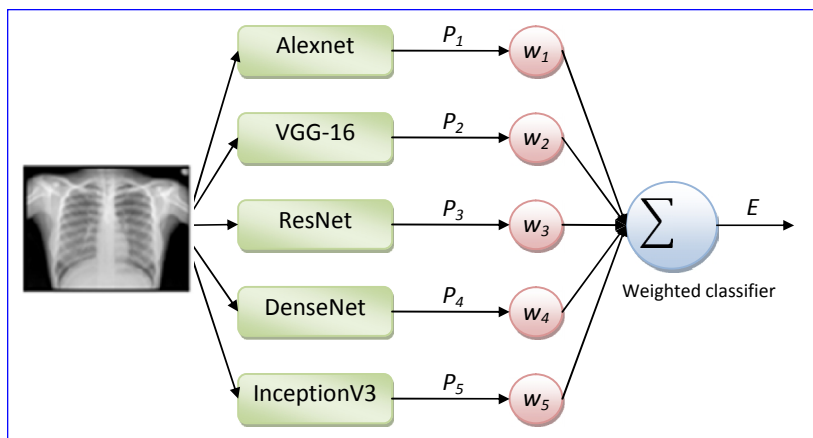 Alexnet
P1
w1
VGG-16
P2
w2
ResNet
P3
w3
∑
E
Weighted classifier
DenseNet
P4
w4
InceptionV3
P5
w5